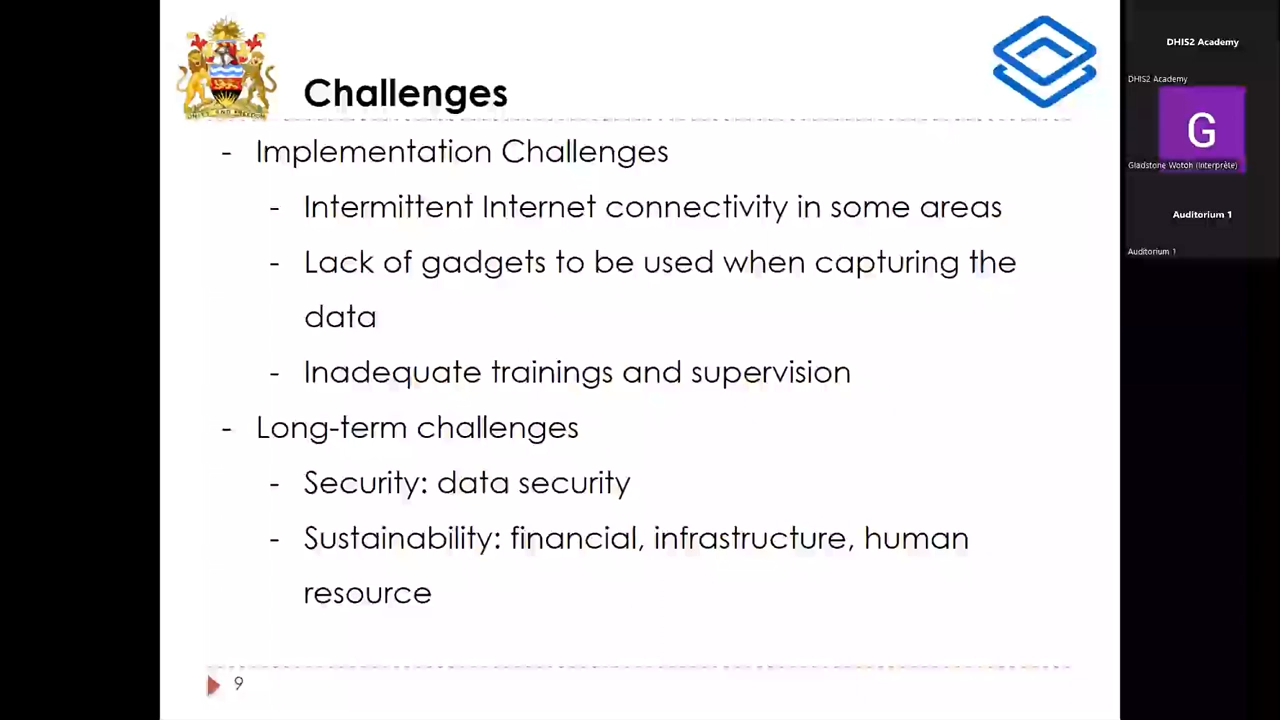 Challenges
- Implementation Challenges
- Intermittent Internet connectivity in some areas
- Lack of gadgets to be used when capturing the
data
- Inadequate trainings and supervision
- Long-term challenges
- Security: data security
- Sustainability: financial, infrastructure, human
resource
9
DHIS2 Academy
DHIS2 Academy
G
Gladstone Wotoh (Interprète)
Auditorium 1
Auditorium 1